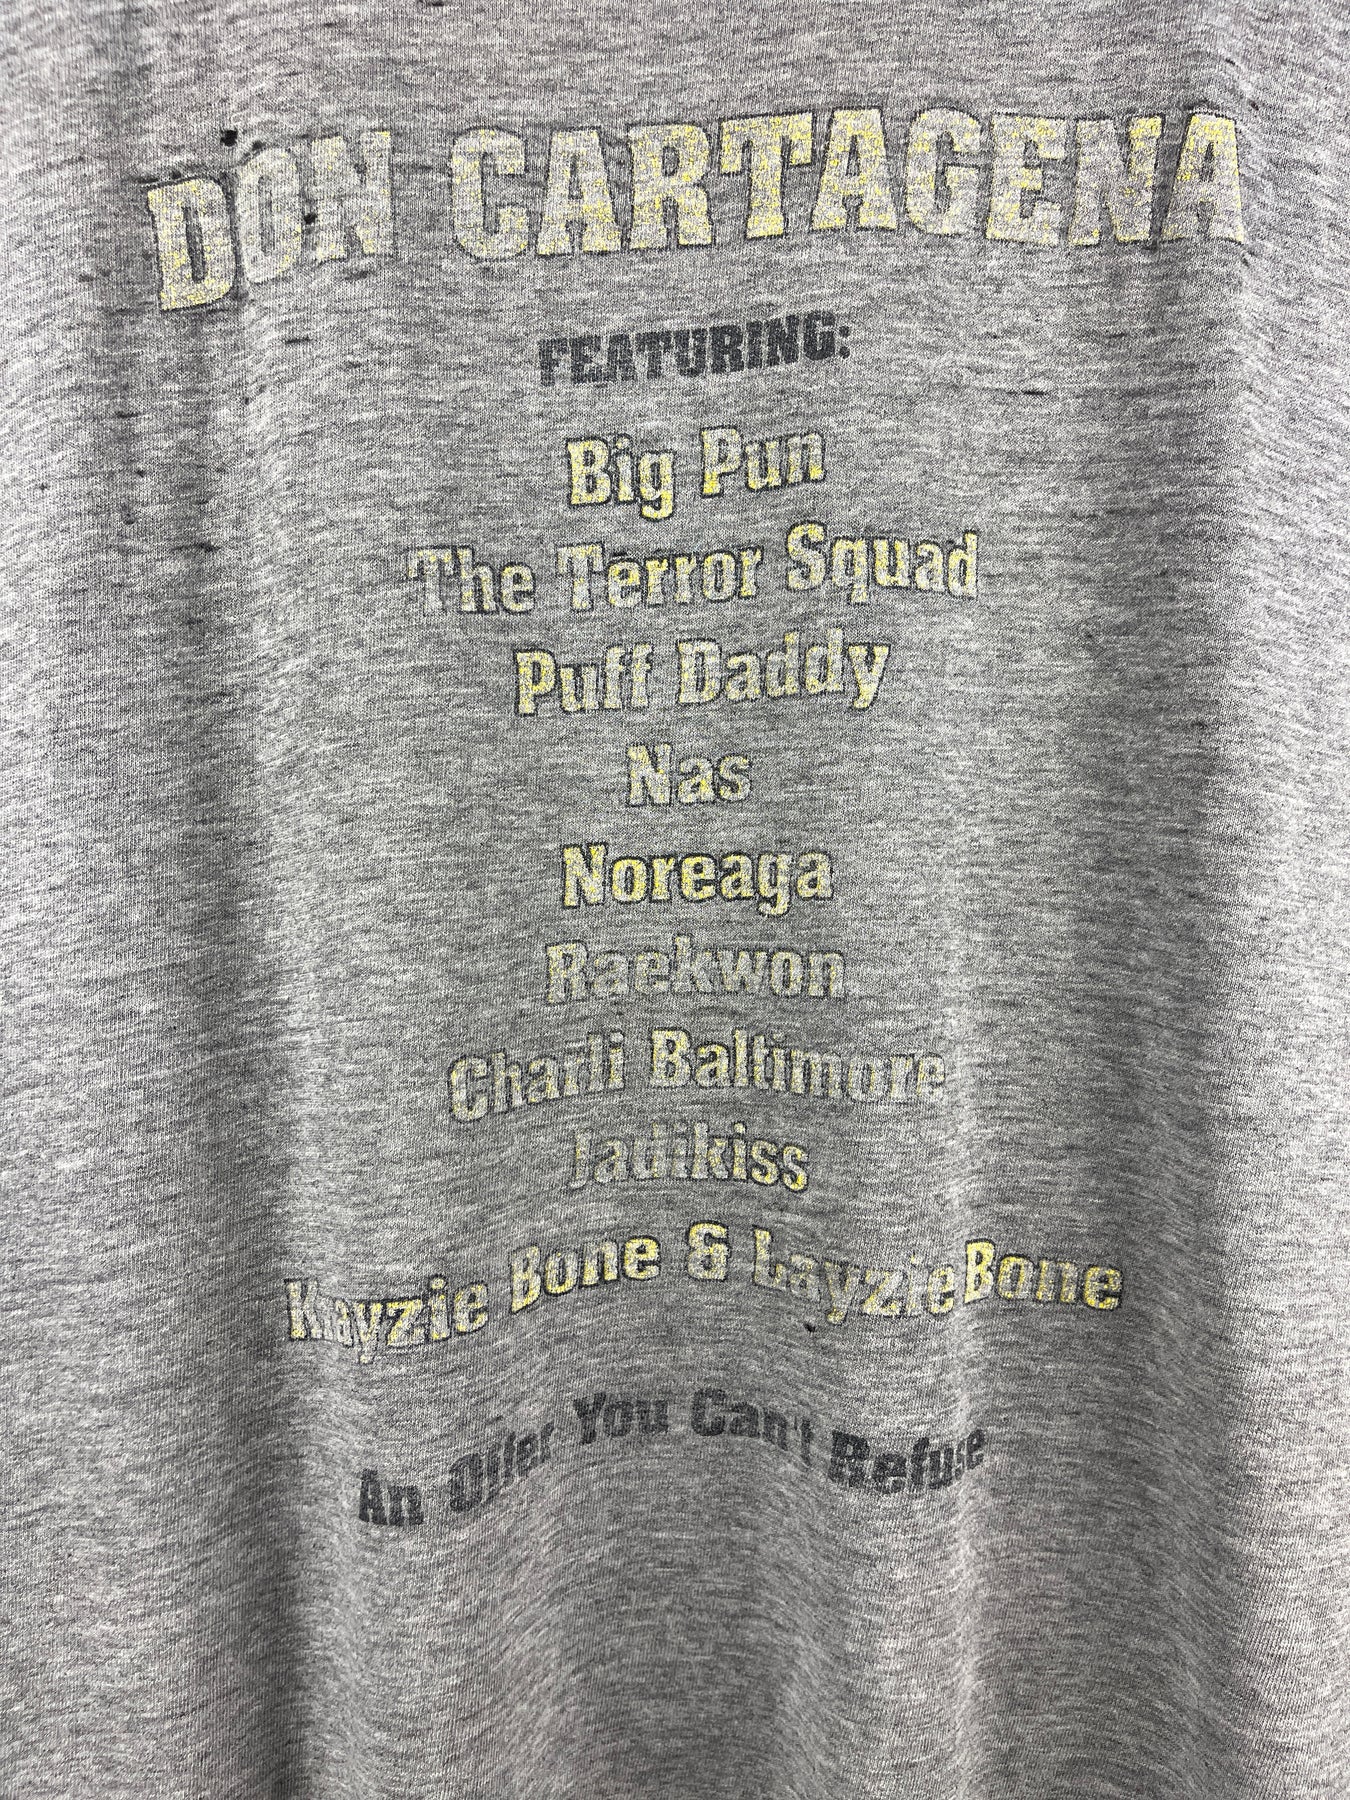 DON CARTAGENA
FEATURING:
Big Pun
The Terror Squad
Puff Daddy
Nas
Noreaga
Raekwon
Charli Baltimore
Jadikiss
Krayzie Bone & Layzie Bone
An Offer You Can't Refuse